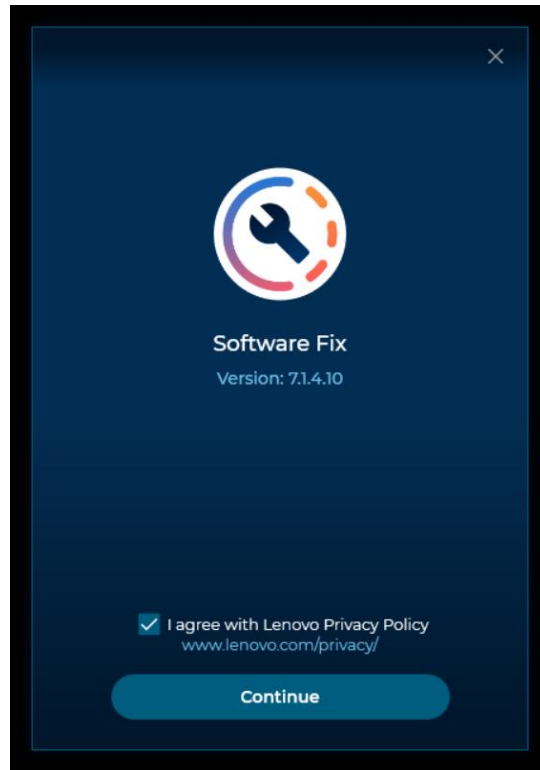 Software Fix
Version: 7.1.4.10
I agree with Lenovo Privacy Policy
www.lenovo.com/privacy/
Continue